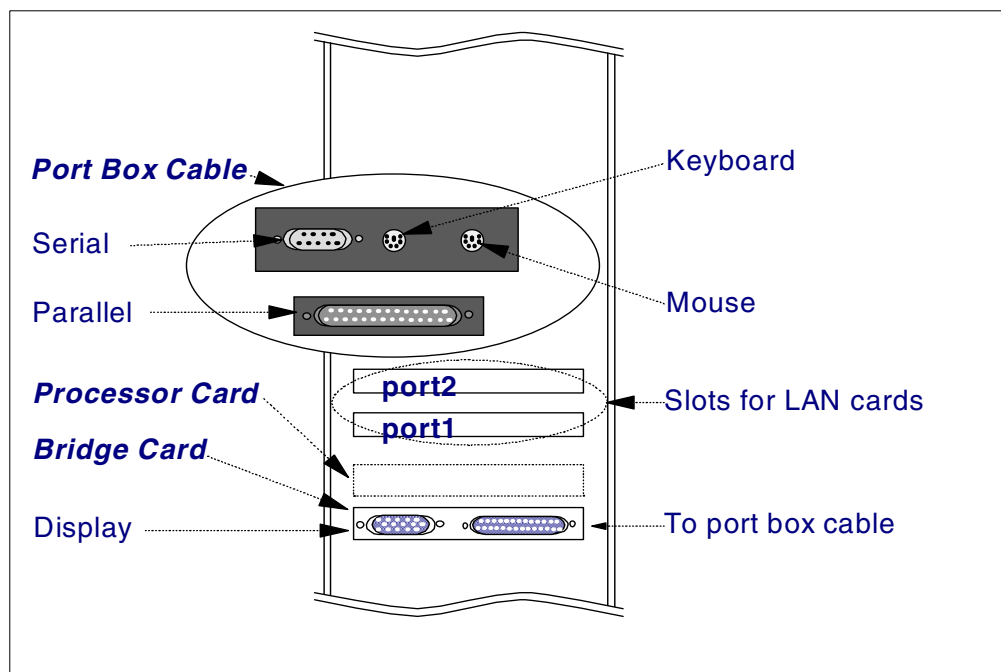 Port Box Cable
Keyboard
Serial
Mouse
Parallel
port2
Processor Card
Slots for LAN cards
port1
Bridge Card
Display
To port box cable